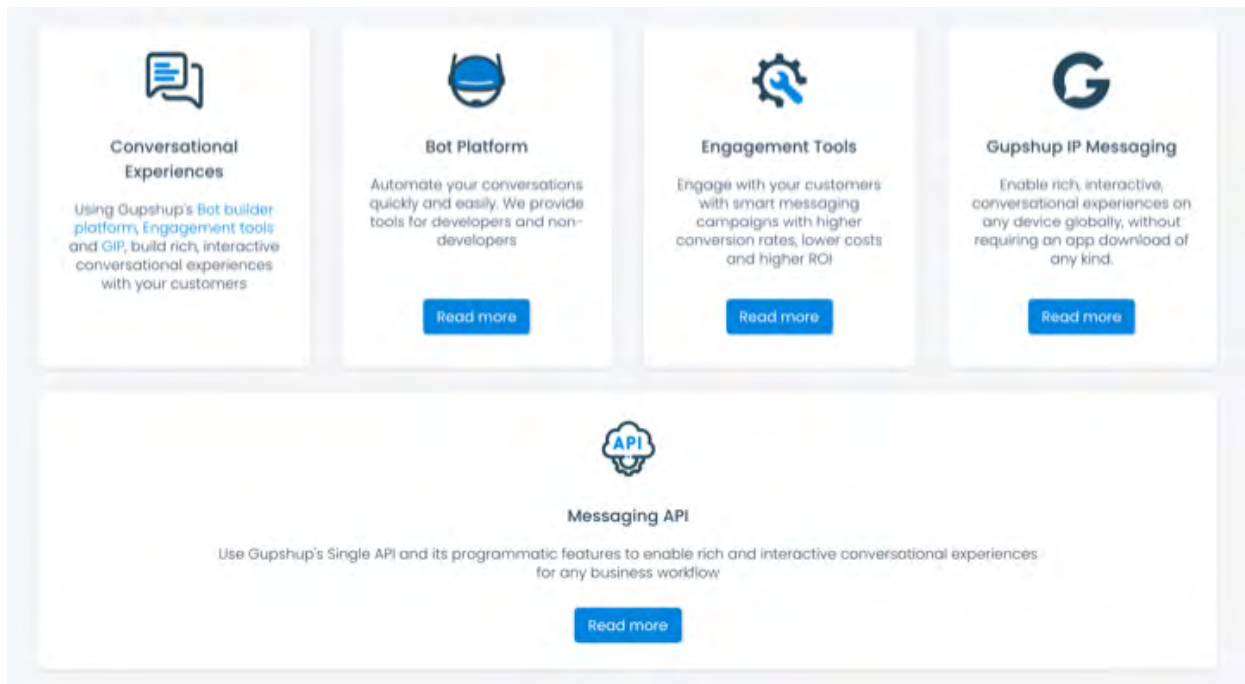 Conversational
Experiences
Using Gupshup's Bot builder
platform, Engagement tools
and GIP, build rich, interactive
conversational experiences
with your customers
Bot Platform
Automate your conversations
quickly and easily. We provide
tools for developers and non-
developers
Read more
Engagement Tools
Engage with your customers
with smart messaging
campaigns with higher
conversion rates, lower costs
and higher ROI
Read more
Gupshup IP Messaging
Enable rich, interactive,
conversational experiences on
any device globally, without
requiring an app download of
any kind.
Read more
API
Messaging API
Use Gupshup's Single API and its programmatic features to enable rich and interactive conversational experiences
for any business workflow
Read more